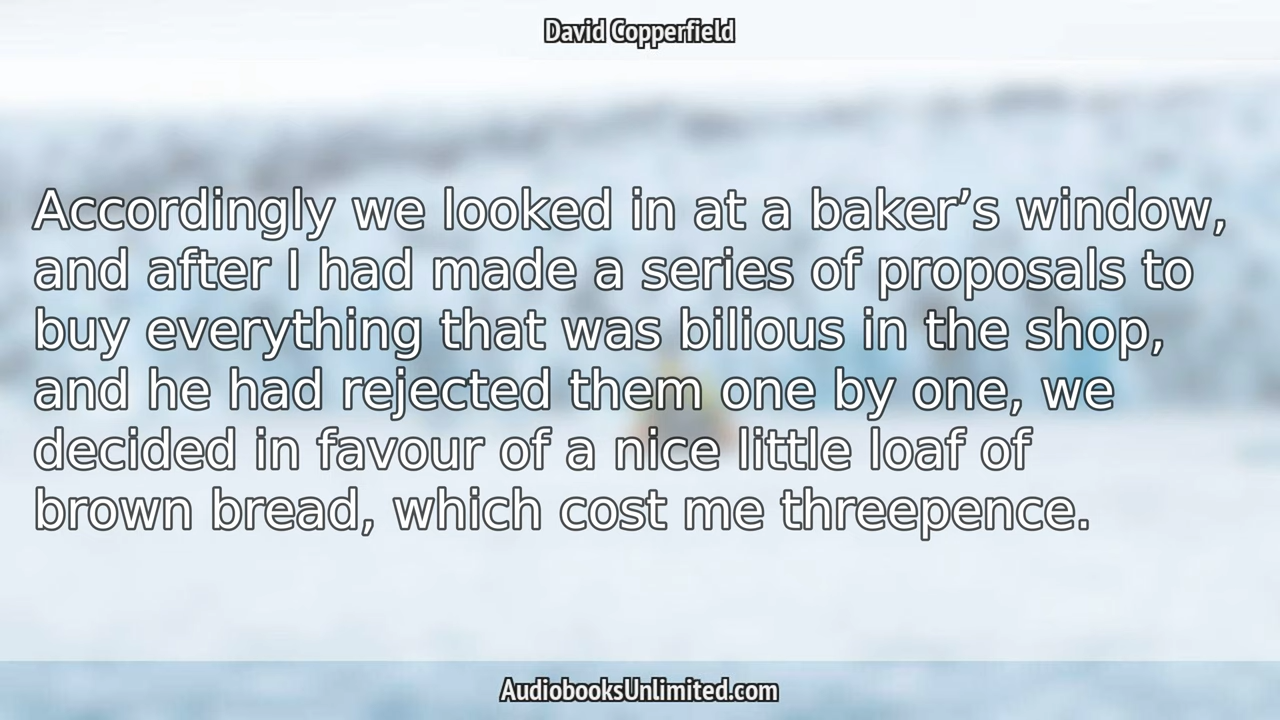 David Copperfield
Accordingly we looked in at a baker’s window,
and after I had made a series of proposals to
buy everything that was bilious in the shop,
and he had rejected them one by one, we
decided in favour of a nice little loaf of
brown bread, which cost me threepence.
AudiobooksUnlimited.com